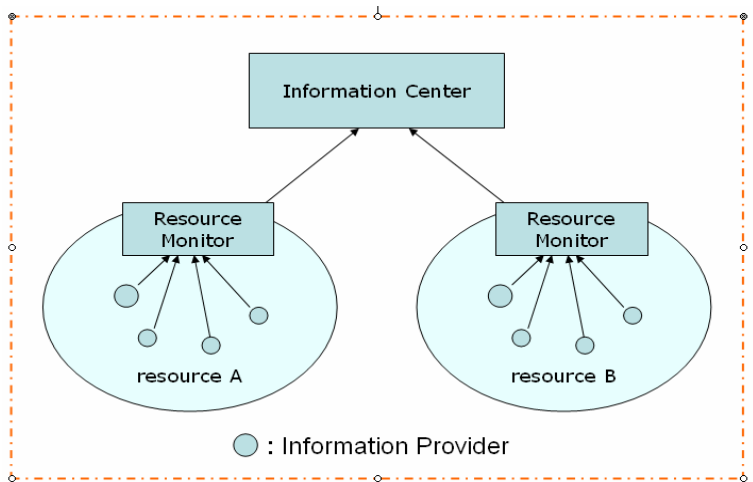 Information Center
Resource
Monitor
Resource
Monitor
resource A
resource B
: Information Provider